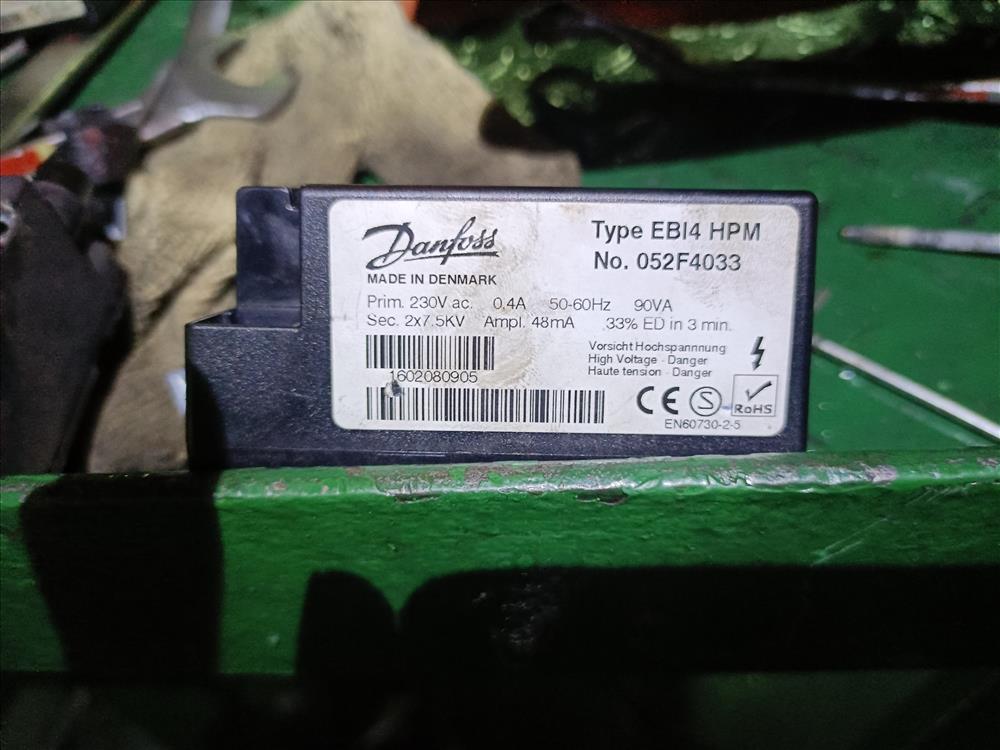 Danfoss
MADE IN DENMARK
Type EBI4 HPM
No. 052F4033
Prim. 230V ac. 0,4A 50-60Hz 90VA
Sec. 2x7.5KV Ampl. 48mA 33% ED in 3 min.
Vorsicht Hochspannnung
High Voltage - Danger
Haute tension - Danger
1602080905
CE S RoHS
EN60730-2-5